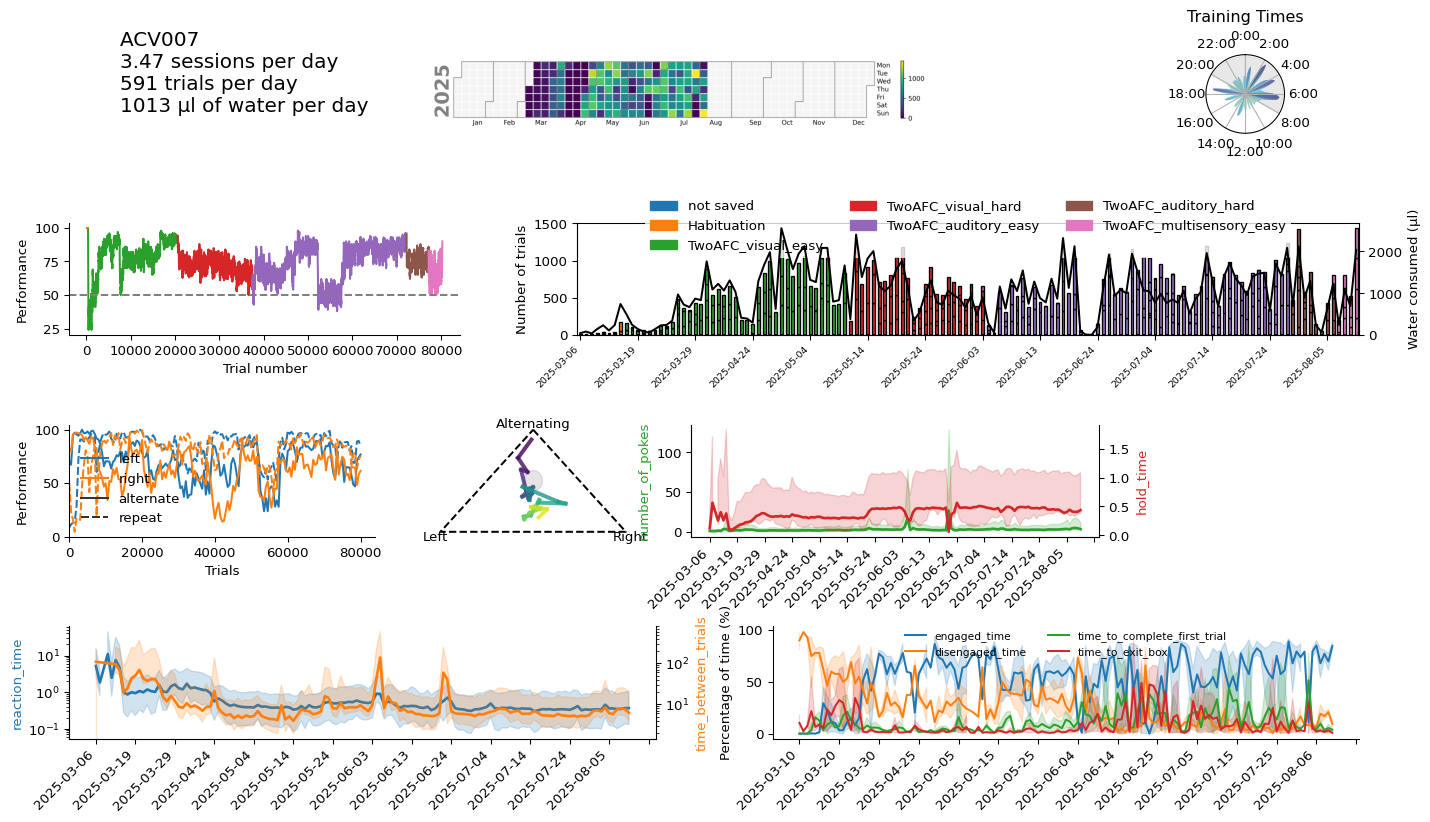 ACV007
3.47 sessions per day
591 trials per day
1013 µl of water per day
2025
Jan Feb Mar Apr May Jun Jul Aug Sep Oct Nov Dec
Mon
Tue
Wed
Thu
Fri
Sat
Sun
1000
500
0
Training Times
0:00
2:00
4:00
6:00
8:00
10:00
12:00
14:00
16:00
18:00
20:00
22:00
Performance
100
75
50
25
0 10000 20000 30000 40000 50000 60000 70000 80000
Trial number
not saved
Habituation
TwoAFC_visual_easy
TwoAFC_visual_hard
TwoAFC_auditory_easy
TwoAFC_auditory_hard
TwoAFC_multisensory_easy
Number of trials
1500
1000
500
0
2000
1000
0
Water consumed (µl)
2025-03-06 2025-03-19 2025-03-29 2025-04-24 2025-05-04 2025-05-14 2025-05-24 2025-06-03 2025-06-13 2025-06-24 2025-07-04 2025-07-14 2025-07-24 2025-08-05
Performance
100
50
0
left
right
alternate
repeat
0 20000 40000 60000 80000
Trials
Alternating
Left
Right
number_of_pokes
100
50
0
1.5
1.0
0.5
0.0
hold_time
2025-03-06 2025-03-19 2025-03-29 2025-04-24 2025-05-04 2025-05-14 2025-05-24 2025-06-03 2025-06-13 2025-06-24 2025-07-04 2025-07-14 2025-07-24 2025-08-05
reaction_time
10¹
10⁰
10⁻¹
10²
10¹
time_between_trials
2025-03-06 2025-03-19 2025-03-29 2025-04-24 2025-05-04 2025-05-14 2025-05-24 2025-06-03 2025-06-13 2025-06-24 2025-07-04 2025-07-14 2025-07-24 2025-08-05
Percentage of time (%)
100
50
0
engaged_time
disengaged_time
time_to_complete_first_trial
time_to_exit_box
2025-03-10 2025-03-20 2025-03-30 2025-04-25 2025-05-05 2025-05-15 2025-05-25 2025-06-04 2025-06-14 2025-06-25 2025-07-05 2025-07-15 2025-07-25 2025-08-06